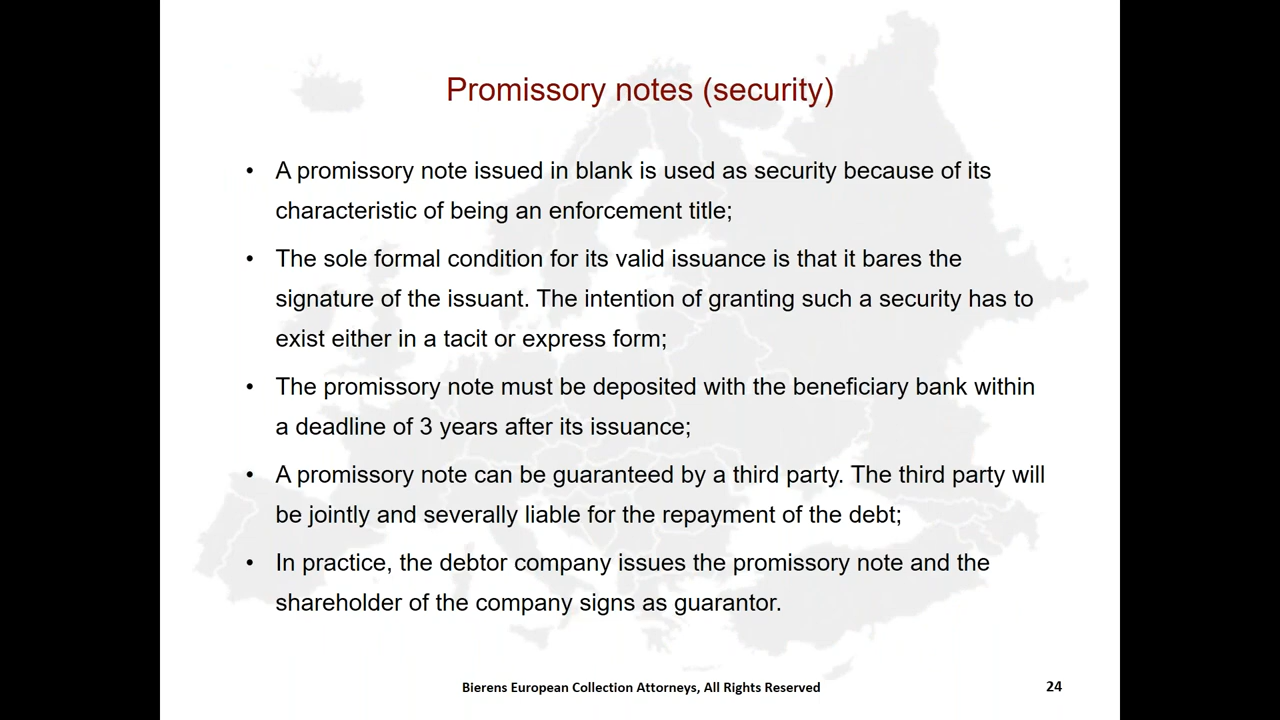 Promissory notes (security)
• A promissory note issued in blank is used as security because of its
characteristic of being an enforcement title;
• The sole formal condition for its valid issuance is that it bares the
signature of the issuant. The intention of granting such a security has to
exist either in a tacit or express form;
• The promissory note must be deposited with the beneficiary bank within
a deadline of 3 years after its issuance;
• A promissory note can be guaranteed by a third party. The third party will
be jointly and severally liable for the repayment of the debt;
• In practice, the debtor company issues the promissory note and the
shareholder of the company signs as guarantor.
Bierens European Collection Attorneys, All Rights Reserved
24